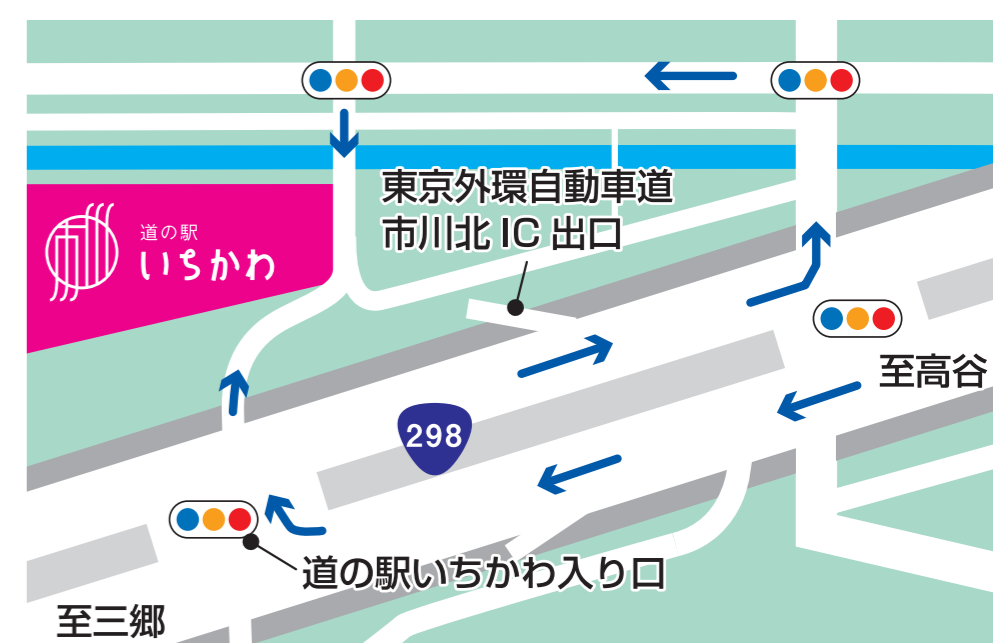 東京外環自動車道
市川北 IC 出口
道の駅
いちかわ
至高谷
298
道の駅いちかわ入り口
至三郷